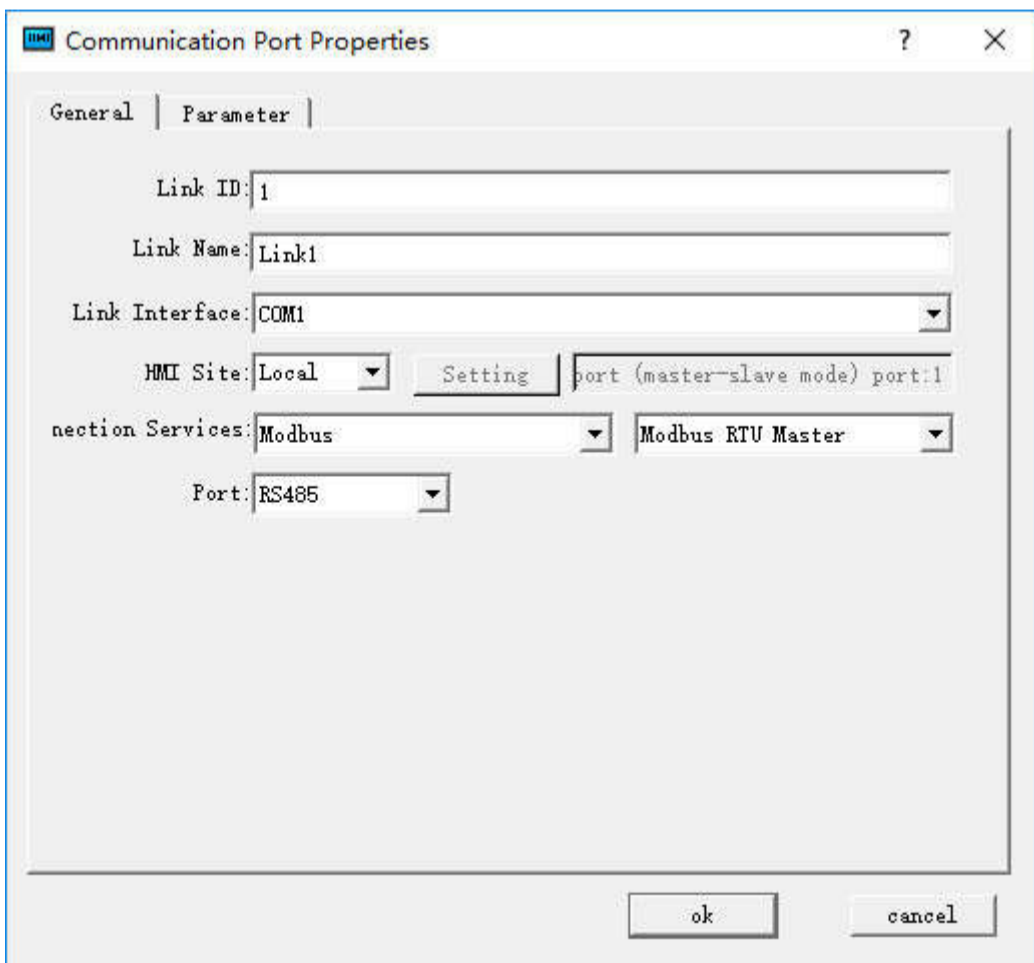 HMI Communication Port Properties ? ×
General Parameter
Link ID: 1
Link Name: Link1
Link Interface: COM1
HMI Site: Local Setting port (master-slave mode) port:1
nection Services: Modbus Modbus RTU Master
Port: RS485
ok cancel